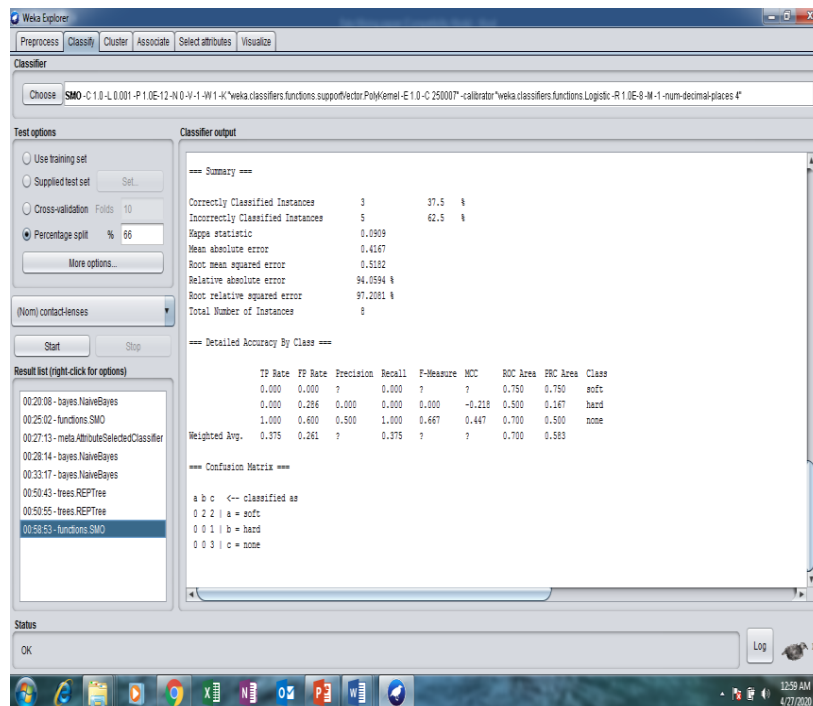 Weka Explorer
Preprocess Classify Cluster Associate Select attributes Visualize
Classifier
Choose SMO -C 1.0 -L 0.001 -P 1.0E-12 -N 0 -V -1 -W 1 -K "weka.classifiers.functions.supportVector.PolyKernel -E 1.0 -C 250007" -calibrator "weka.classifiers.functions.Logistic -R 1.0E-8 -M -1 -num-decimal-places 4"
Test options
Use training set
Supplied test set Set...
Cross-validation Folds 10
Percentage split % 66
More options...
(Nom) contact-lenses
Start Stop
Result list (right-click for options)
00:20:08 - bayes.NaiveBayes
00:25:02 - functions.SMO
00:27:13 - meta.AttributeSelectedClassifier
00:28:14 - bayes.NaiveBayes
00:33:17 - bayes.NaiveBayes
00:50:43 - trees.REPTree
00:50:55 - trees.REPTree
00:58:53 - functions.SMO
Classifier output
=== Summary ===
Correctly Classified Instances 3 37.5 %
Incorrectly Classified Instances 5 62.5 %
Kappa statistic 0.0909
Mean absolute error 0.4167
Root mean squared error 0.5182
Relative absolute error 94.0594 %
Root relative squared error 97.2081 %
Total Number of Instances 8
=== Detailed Accuracy By Class ===
TP Rate FP Rate Precision Recall F-Measure MCC ROC Area PRC Area Class
0.000 0.000 ? 0.000 ? ? 0.750 0.750 soft
0.000 0.286 0.000 0.000 0.000 -0.218 0.500 0.167 hard
1.000 0.600 0.500 1.000 0.667 0.447 0.700 0.500 none
Weighted Avg. 0.375 0.261 ? 0.375 ? ? 0.700 0.583
=== Confusion Matrix ===
a b c <-- classified as
0 2 2 | a = soft
0 0 1 | b = hard
0 0 3 | c = none
Status
OK
Log
12:59 AM
4/27/2020